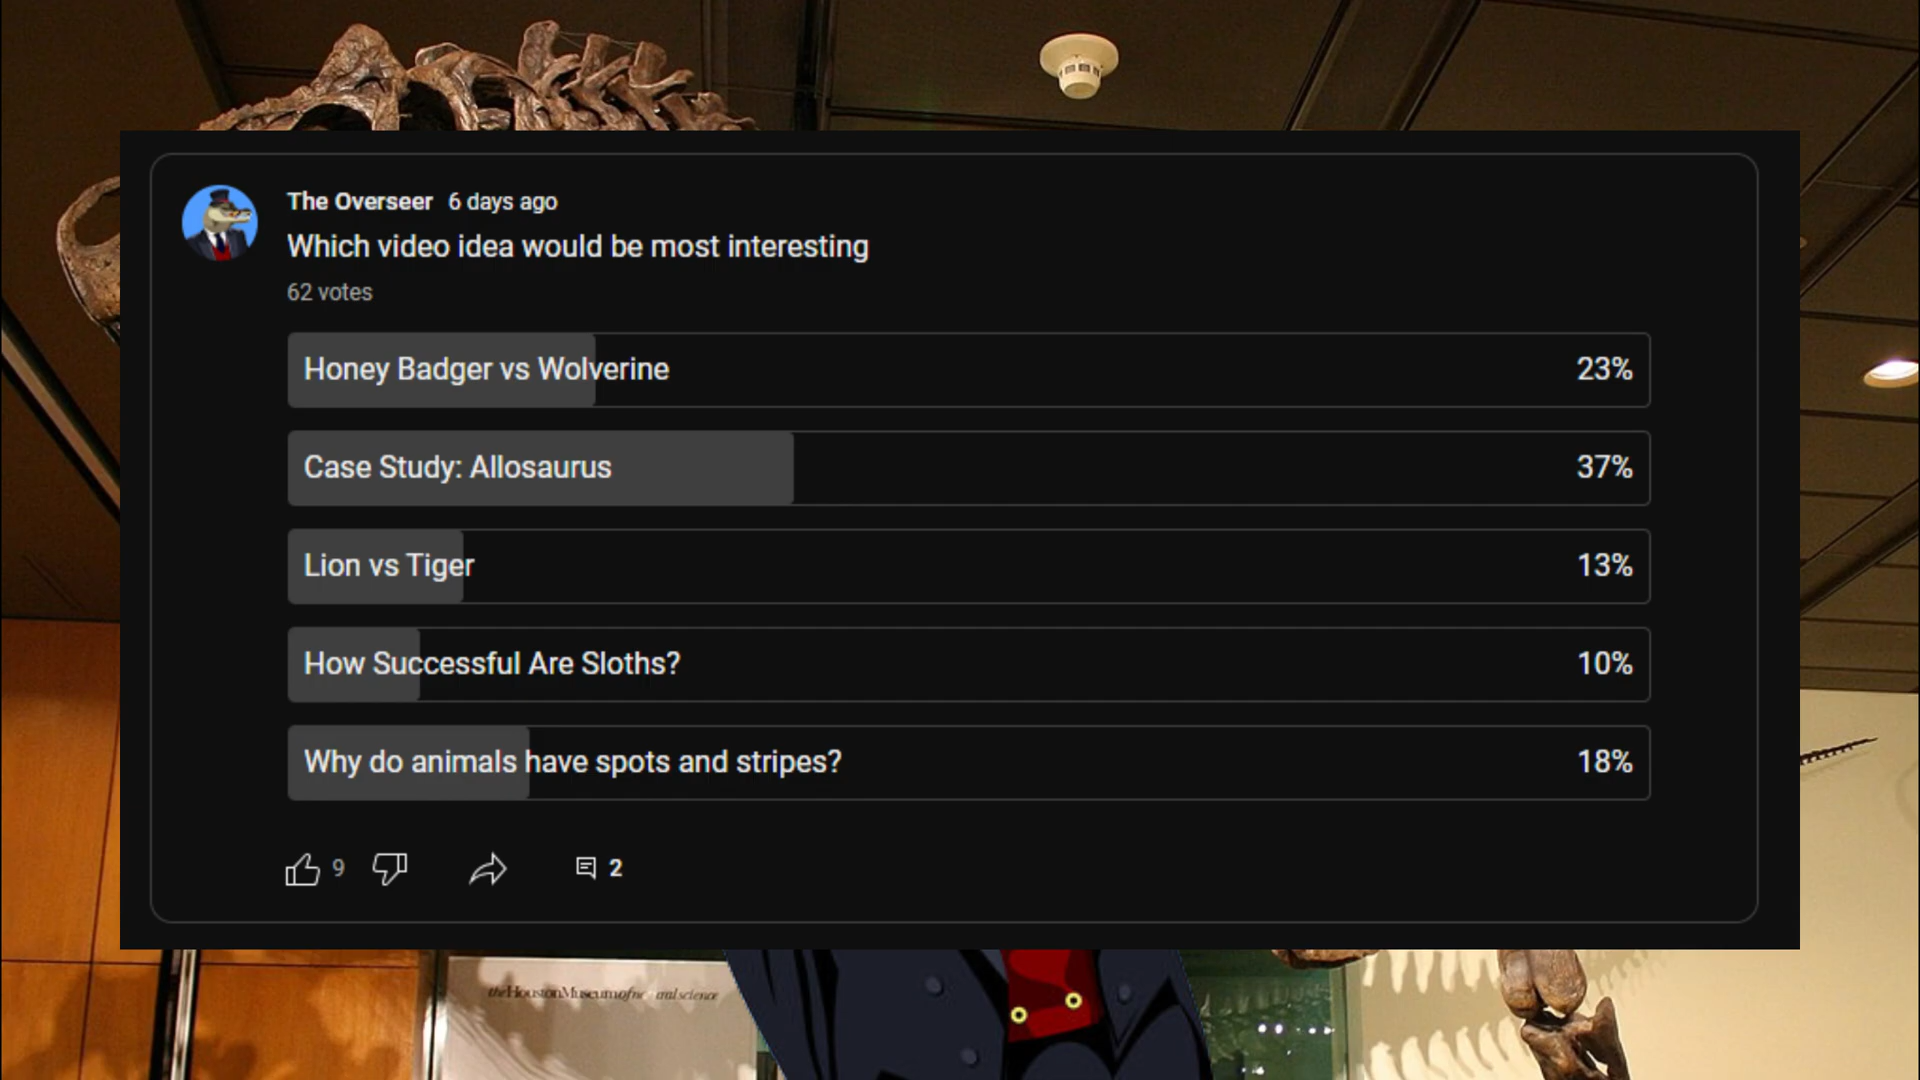 The Overseer 6 days ago
Which video idea would be most interesting
62 votes
Honey Badger vs Wolverine 23%
Case Study: Allosaurus 37%
Lion vs Tiger 13%
How Successful Are Sloths? 10%
Why do animals have spots and stripes? 18%
9 2
theHoustonMuseumofn
science